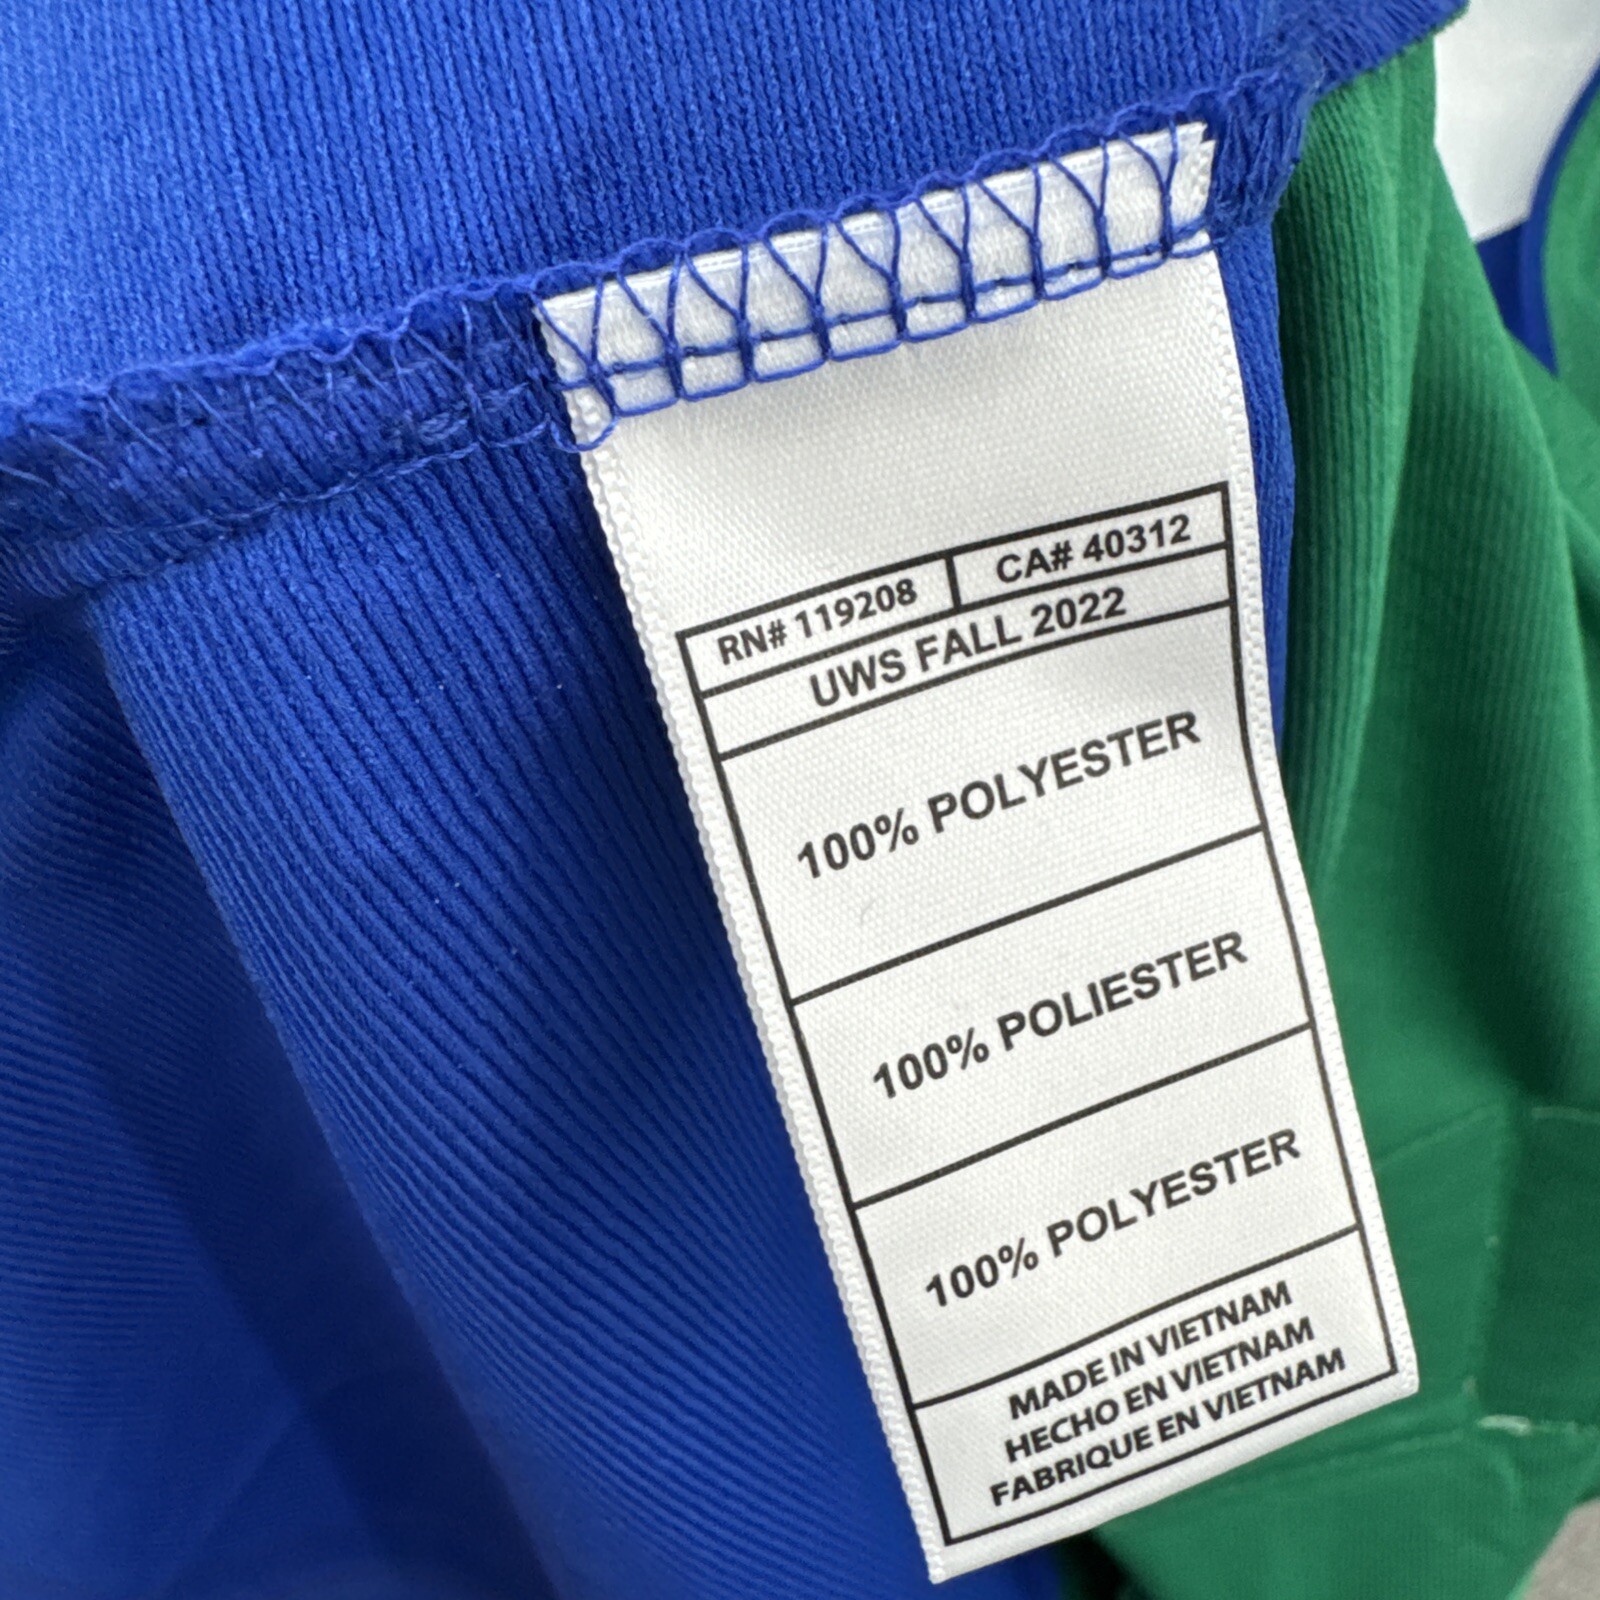 RN# 119208 CA# 40312
UWS FALL 2022
100% POLYESTER
100% POLIESTER
100% POLYESTER
MADE IN VIETNAM
HECHO EN VIETNAM
FABRIQUE EN VIETNAM